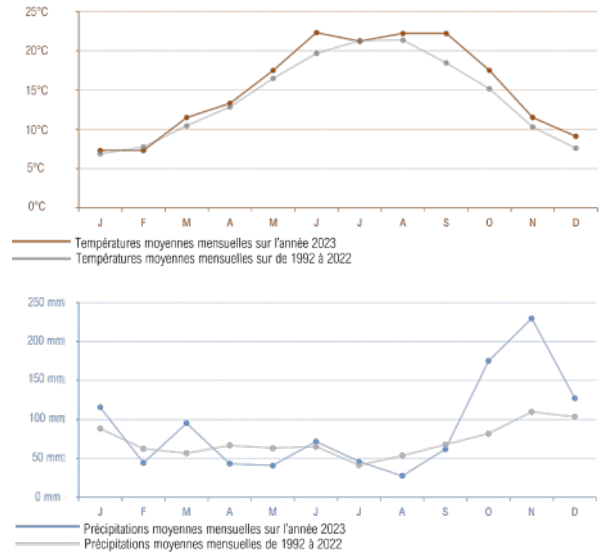 25°C
20°C
15°C
10°C
5°C
0°C
J F M A M J J A S O N D
Températures moyennes mensuelles sur l'année 2023
Températures moyennes mensuelles sur de 1992 à 2022
250 mm
200 mm
150 mm
100 mm
50 mm
0 mm
J F M A M J J A S O N D
Précipitations moyennes mensuelles sur l'année 2023
Précipitations moyennes mensuelles de 1992 à 2022